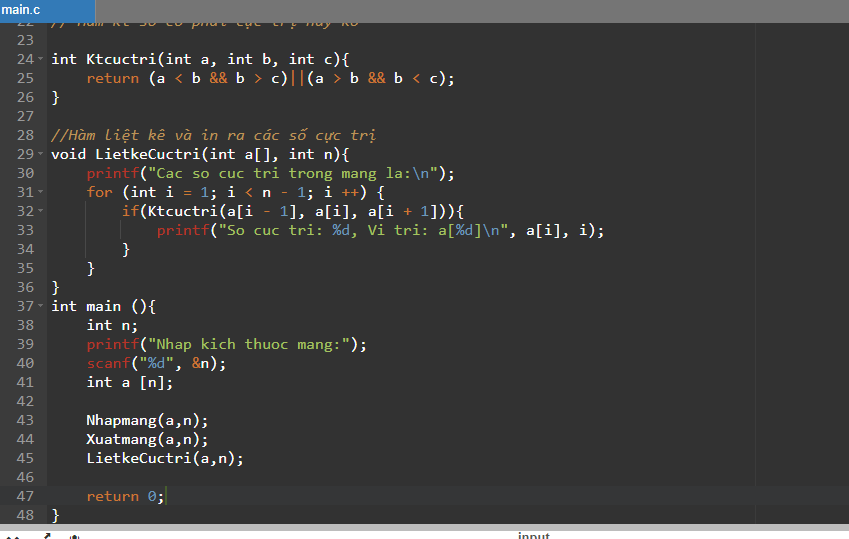 main.c
22 // Ham kt so co phai cực trị hay ko
23
24 int Ktcuctri(int a, int b, int c){
25     return (a < b && b > c)||(a > b && b < c);
26 }
27
28 //Hàm liệt kê và in ra các số cực trị
29 void LietkeCuctri(int a[], int n){
30     printf("Cac so cuc tri trong mang la:\n");
31     for (int i = 1; i < n - 1; i ++) {
32         if(Ktcuctri(a[i - 1], a[i], a[i + 1])){
33             printf("So cuc tri: %d, Vi tri: a[%d]\n", a[i], i);
34         }
35     }
36 }
37 int main (){
38     int n;
39     printf("Nhap kich thuoc mang:");
40     scanf("%d", &n);
41     int a [n];
42
43     Nhapmang(a,n);
44     Xuatmang(a,n);
45     LietkeCuctri(a,n);
46
47     return 0;
48 }
input